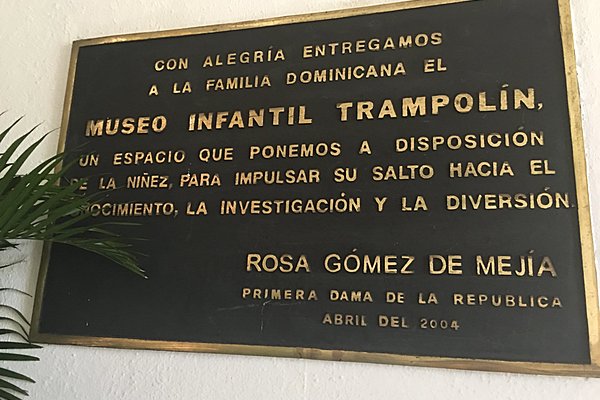 CON ALEGRÍA ENTREGAMOS
A LA FAMILIA DOMINICANA EL
MUSEO INFANTIL TRAMPOLÍN,
UN ESPACIO QUE PONEMOS A DISPOSICIÓN
DE LA NIÑEZ, PARA IMPULSAR SU SALTO HACIA EL
CONOCIMIENTO, LA INVESTIGACIÓN Y LA DIVERSIÓN.
ROSA GÓMEZ DE MEJÍA
PRIMERA DAMA DE LA REPUBLICA
ABRIL DEL 2004